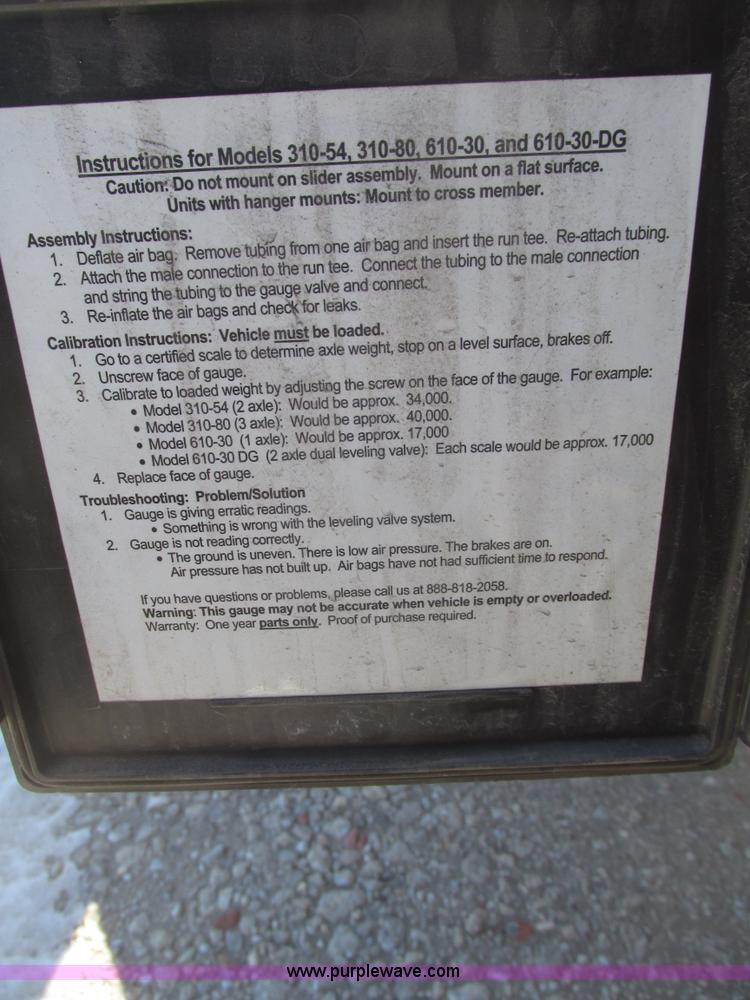 Instructions for Models 310-54, 310-80, 610-30, and 610-30-DG
Caution: Do not mount on slider assembly. Mount on a flat surface.
Units with hanger mounts: Mount to cross member.
Assembly Instructions:
1. Deflate air bag. Remove tubing from one air bag and insert the run tee. Re-attach tubing.
2. Attach the male connection to the run tee. Connect the tubing to the male connection
and string the tubing to the gauge valve and connect.
3. Re-inflate the air bags and check for leaks.
Calibration Instructions: Vehicle must be loaded.
1. Go to a certified scale to determine axle weight, stop on a level surface, brakes off.
2. Unscrew face of gauge.
3. Calibrate to loaded weight by adjusting the screw on the face of the gauge. For example:
• Model 310-54 (2 axle): Would be approx. 34,000.
• Model 310-80 (3 axle): Would be approx. 40,000.
• Model 610-30 (1 axle): Would be approx. 17,000
• Model 610-30 DG (2 axle dual leveling valve): Each scale would be approx. 17,000
4. Replace face of gauge.
Troubleshooting: Problem/Solution
1. Gauge is giving erratic readings.
• Something is wrong with the leveling valve system.
2. Gauge is not reading correctly.
• The ground is uneven. There is low air pressure. The brakes are on.
Air pressure has not built up. Air bags have not had sufficient time to respond.
If you have questions or problems, please call us at 888-818-2058.
Warning: This gauge may not be accurate when vehicle is empty or overloaded.
Warranty: One year parts only. Proof of purchase required.
www.purplewave.com